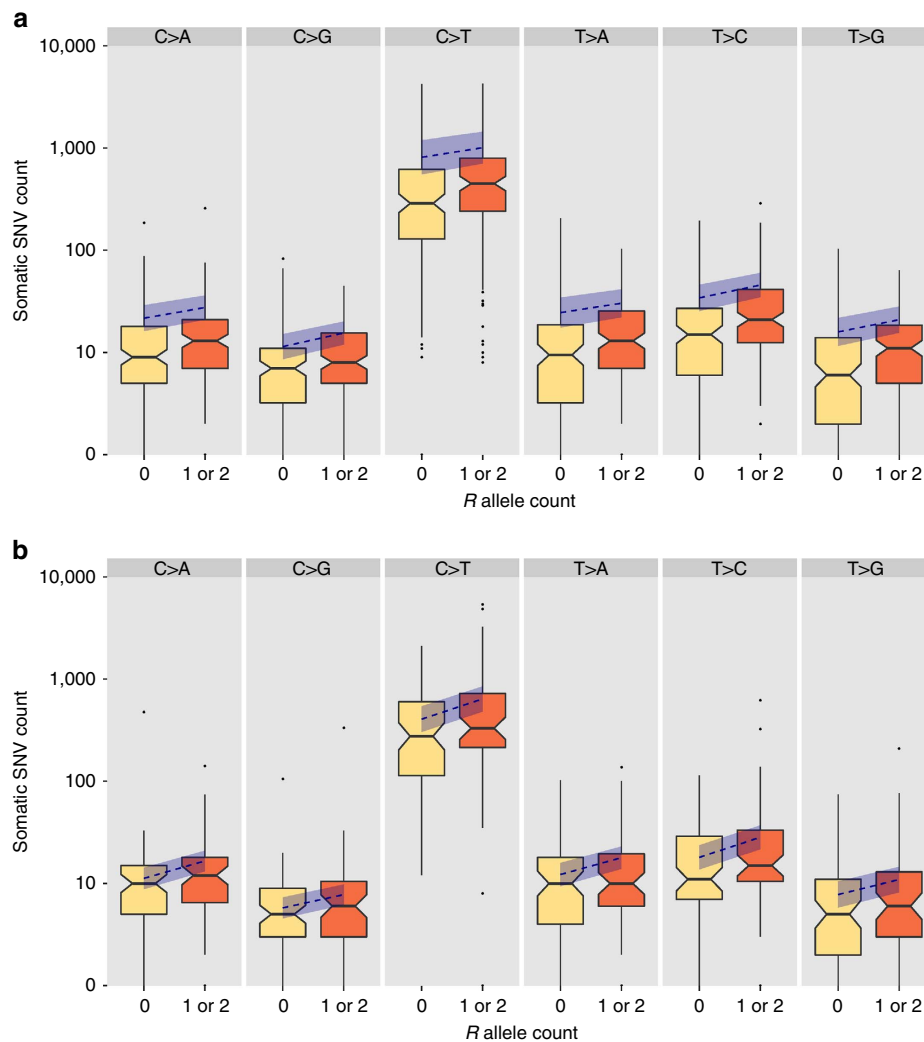 a
C>A C>G C>T T>A T>C T>G
10,000
1,000
100
10
0
Somatic SNV count
0 1 or 2 0 1 or 2 0 1 or 2 0 1 or 2 0 1 or 2 0 1 or 2
R allele count
b
C>A C>G C>T T>A T>C T>G
10,000
1,000
100
10
0
Somatic SNV count
0 1 or 2 0 1 or 2 0 1 or 2 0 1 or 2 0 1 or 2 0 1 or 2
R allele count